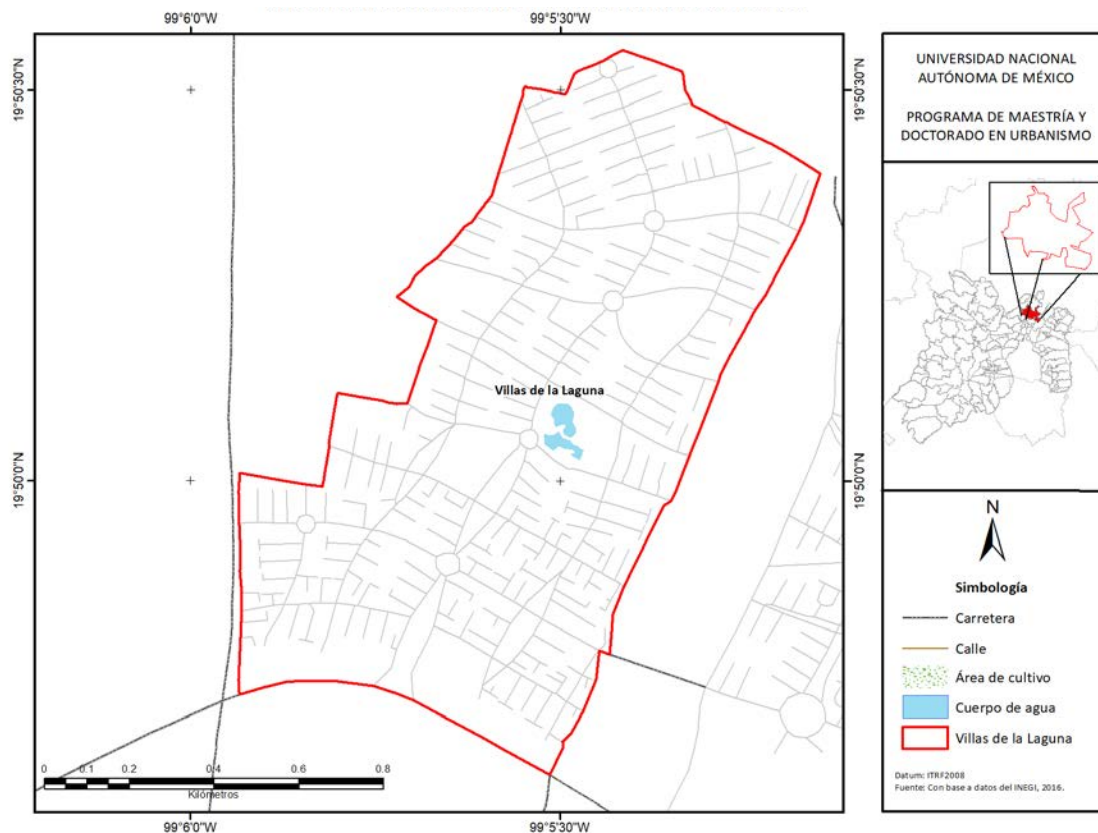 99°6'0"W
99°5'30"W
19°50'30"N
19°50'30"N
Villas de la Laguna
19°50'0"N
19°50'0"N
0
0.1
0.2
0.4
0.6
0.8
Kilómetros
99°6'0"W
99°5'30"W
UNIVERSIDAD NACIONAL
AUTÓNOMA DE MÉXICO
PROGRAMA DE MAESTRÍA Y
DOCTORADO EN URBANISMO
N
Simbología
Carretera
Calle
Área de cultivo
Cuerpo de agua
Villas de la Laguna
Datum: ITRF2008
Fuente: Con base a datos del INEGI, 2016.